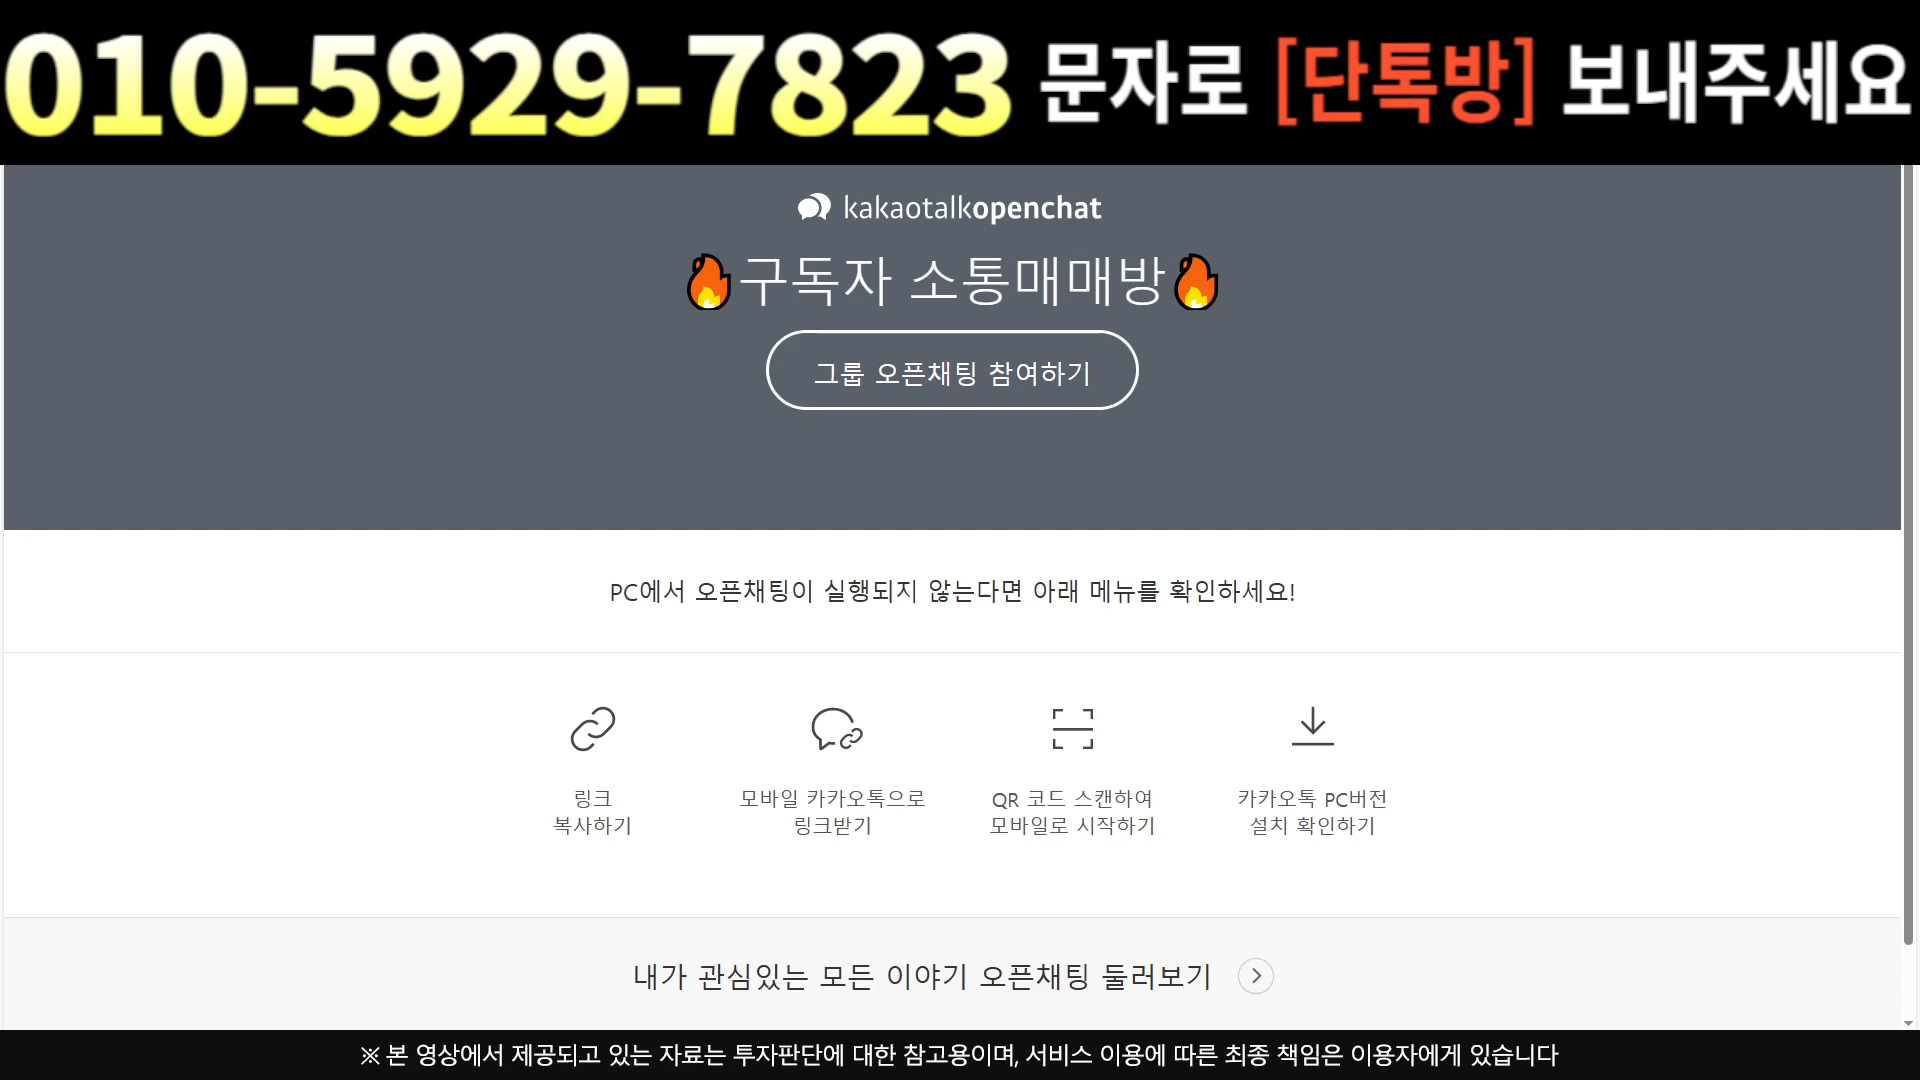 010-5929-7823 문자로 [단톡방] 보내주세요
kakaotalkopenchat
🔥구독자 소통매매방🔥
그룹 오픈채팅 참여하기
PC에서 오픈채팅이 실행되지 않는다면 아래 메뉴를 확인하세요!
링크
복사하기
모바일 카카오톡으로
링크받기
QR 코드 스캔하여
모바일로 시작하기
카카오톡 PC버전
설치 확인하기
내가 관심있는 모든 이야기 오픈채팅 둘러보기
※ 본 영상에서 제공되고 있는 자료는 투자판단에 대한 참고용이며, 서비스 이용에 따른 최종 책임은 이용자에게 있습니다